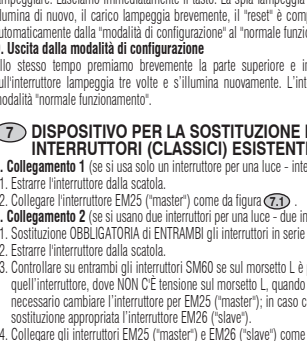 lampeggiare. Lasciamo immediatamente il tasto. La spia lampeggia
illumina di nuovo, il carico lampeggia brevemente, il "reset" è com
automaticamente dalla "modalità di configurazione" al "normale funzi
. Uscita dalla modalità di configurazione
llo stesso tempo premiamo brevemente la parte superiore e in
ull'interruttore lampeggia tre volte e s'illumina nuovamente. L'int
modalità "normale funzionamento".
7 DISPOSITIVO PER LA SOSTITUZIONE
INTERRUTTORI (CLASSICI) ESISTENTI
. Collegamento 1 (se si usa solo un interruttore per una luce - inte
1. Estrarre l'interruttore dalla scatola.
2. Collegare l'interruttore EM25 ("master") come da figura 7.1 .
. Collegamento 2 (se si usano due interruttori per una luce - due in
1. Sostituzione OBBLIGATORIA di ENTRAMBI gli interruttori in serie
2. Estrarre l'interruttore dalla scatola.
3. Controllare su entrambi gli interruttori SM60 se sul morsetto L è
quell'interruttore, dove NON C'È tensione sul morsetto L, quando
necessario cambiare l'interruttore per EM25 ("master"); in caso c
sostituzione appropriata l'interruttore EM26 ("slave").
4. Collegare gli interruttori EM25 ("master") e EM26 ("slave") come